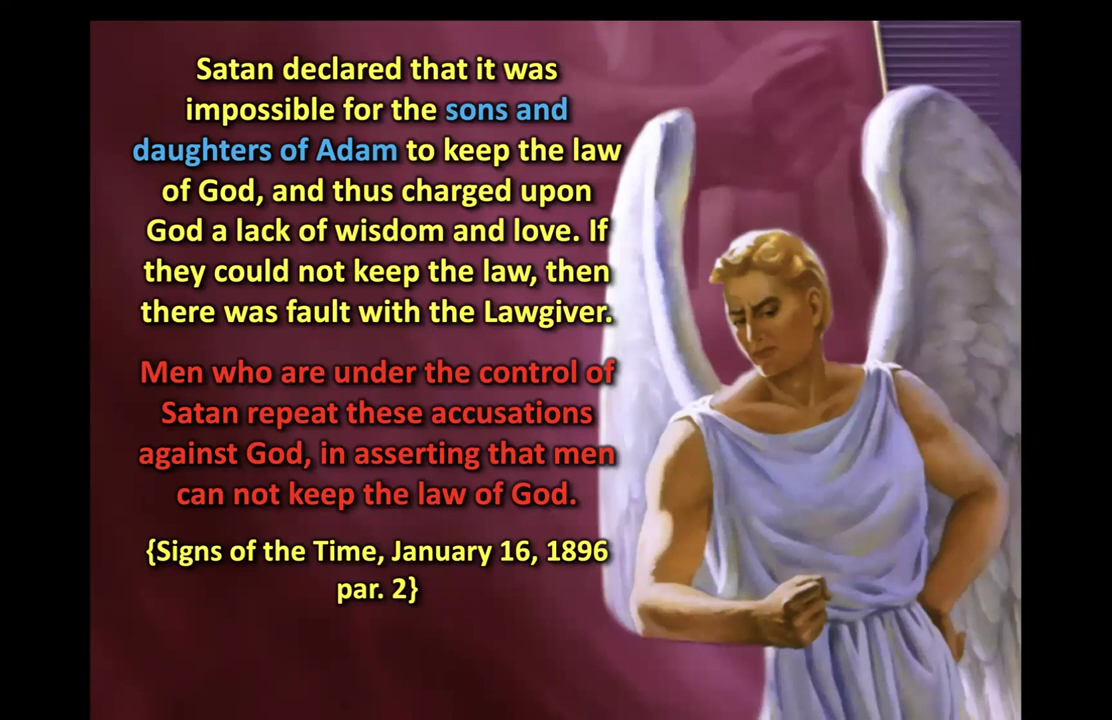 Satan declared that it was
impossible for the sons and
daughters of Adam to keep the law
of God, and thus charged upon
God a lack of wisdom and love. If
they could not keep the law, then
there was fault with the Lawgiver.
Men who are under the control of
Satan repeat these accusations
against God, in asserting that men
can not keep the law of God.
{Signs of the Time, January 16, 1896
par. 2}